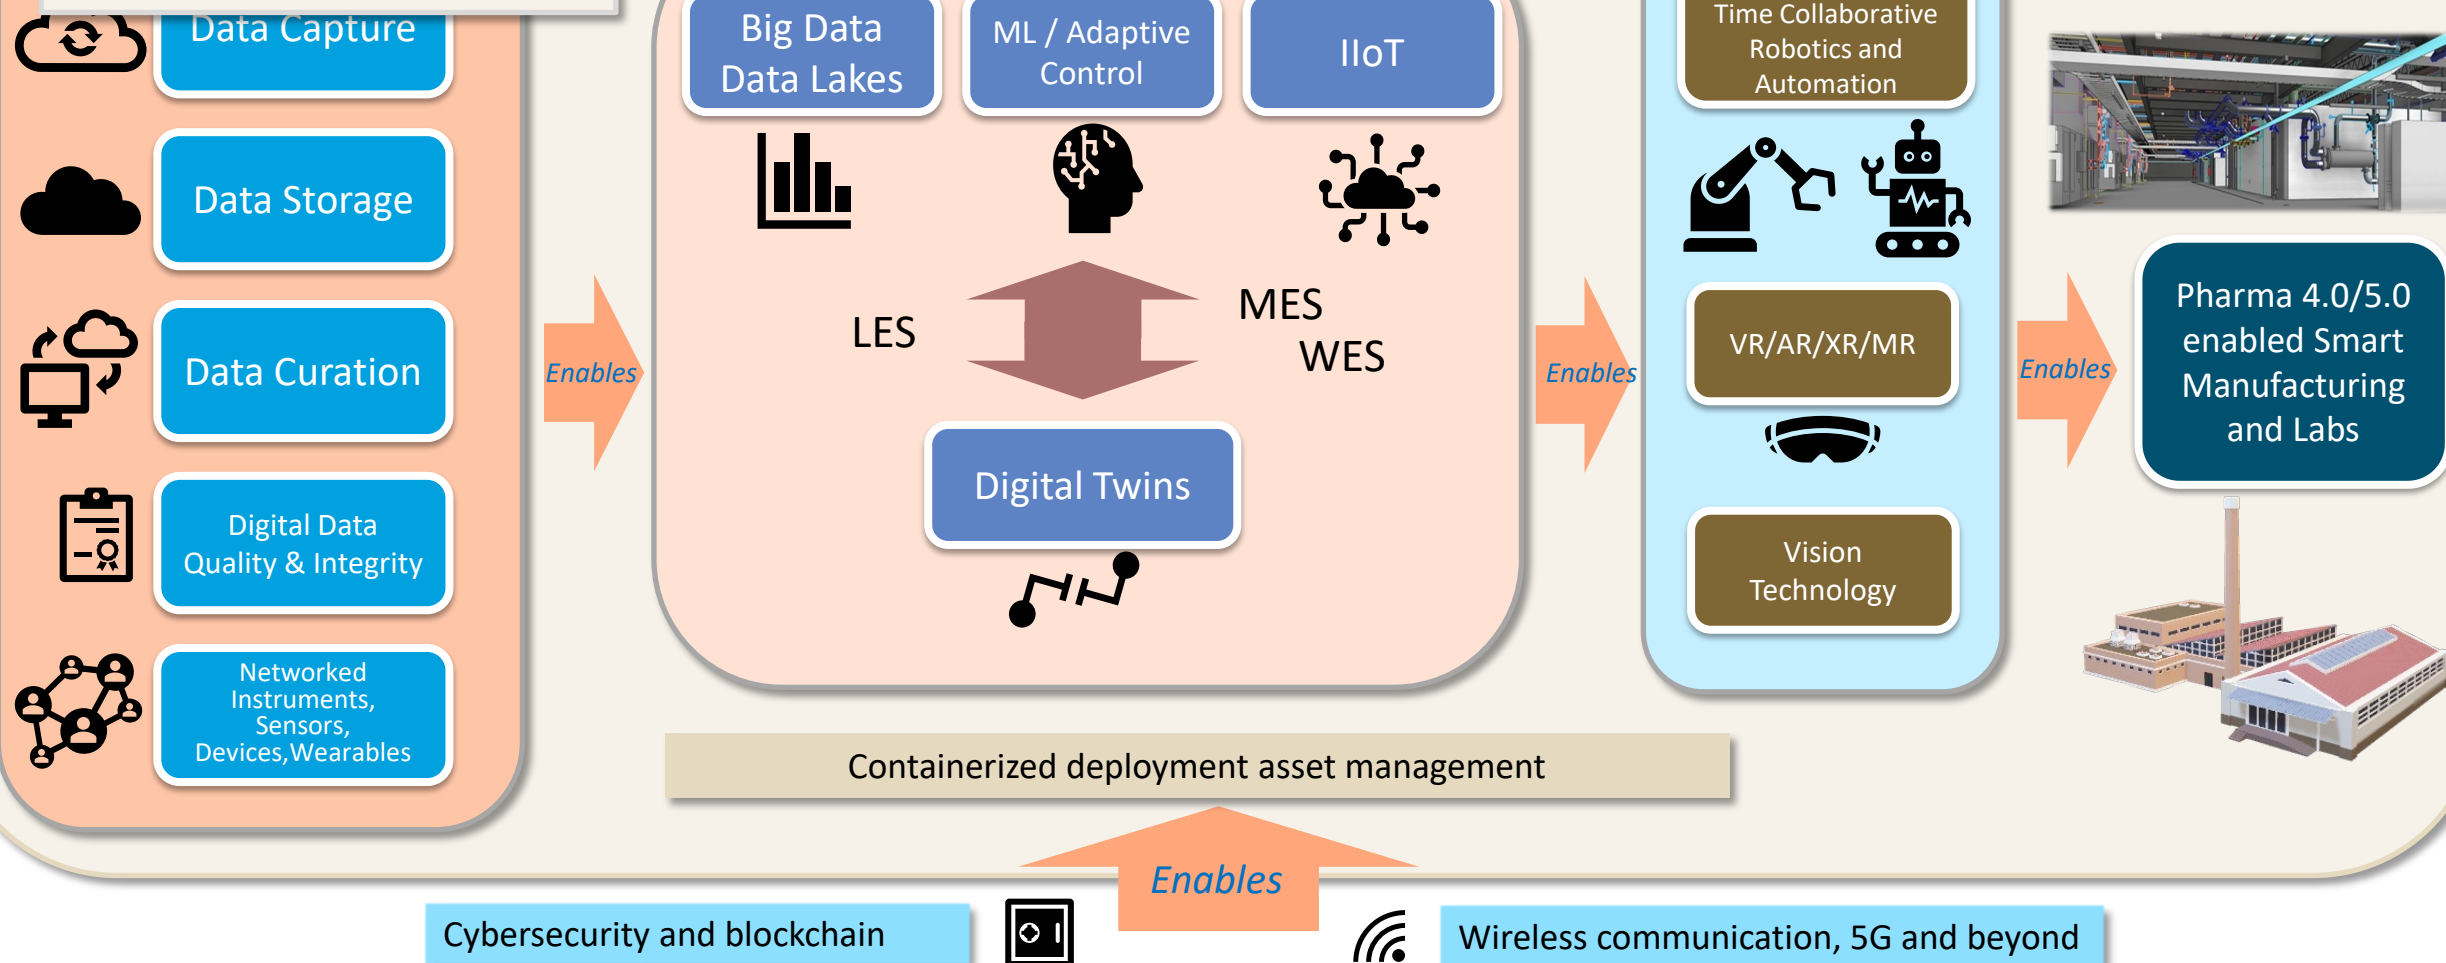 Data Capture
Data Storage
Data Curation
Digital Data
Quality & Integrity
Networked
Instruments,
Sensors,
Devices,Wearables
Enables
Big Data
Data Lakes
ML / Adaptive
Control
IIoT
LES
MES
WES
Digital Twins
Enables
Time Collaborative
Robotics and
Automation
VR/AR/XR/MR
Vision
Technology
Enables
Pharma 4.0/5.0
enabled Smart
Manufacturing
and Labs
Containerized deployment asset management
Enables
Cybersecurity and blockchain
Wireless communication, 5G and beyond